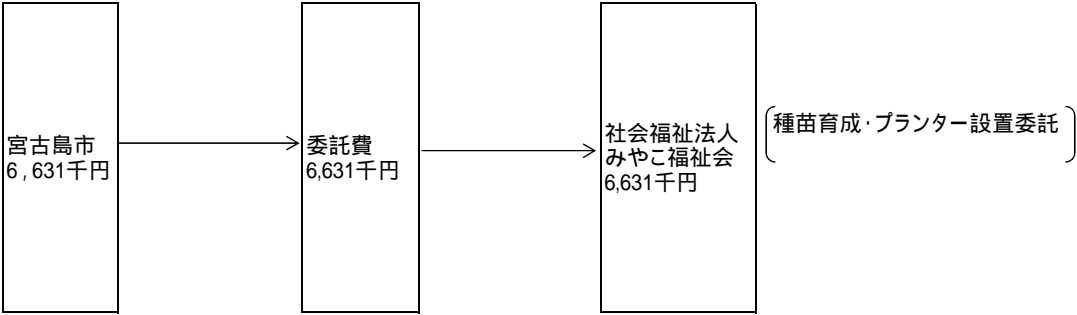 宮古島市
6,631千円
委託費
6,631千円
社会福祉法人
みやこ福祉会
6,631千円
種苗育成・プランター設置委託